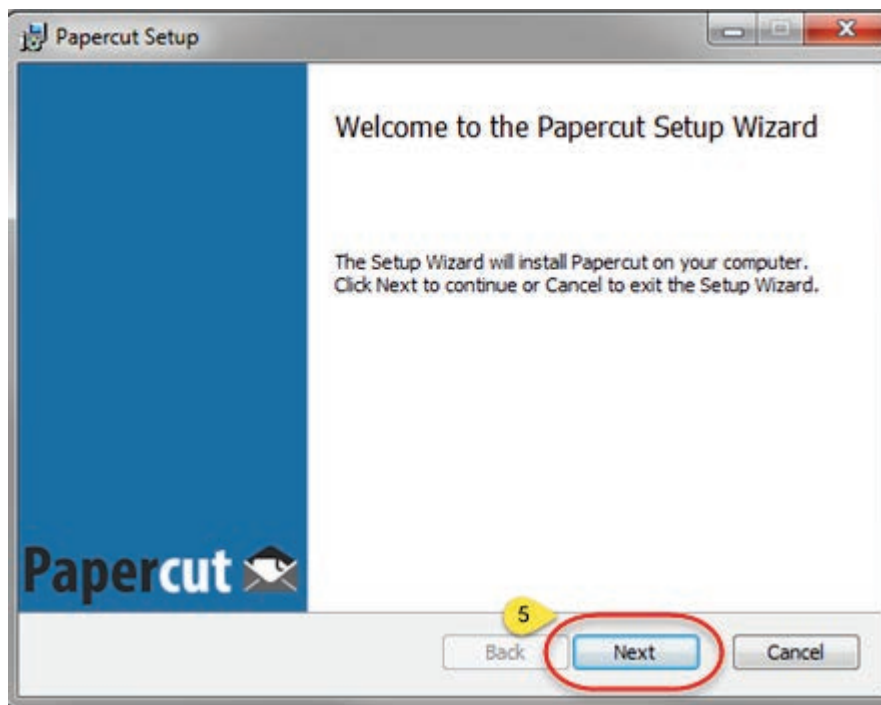 Papercut Setup
Welcome to the Papercut Setup Wizard
The Setup Wizard will install Papercut on your computer.
Click Next to continue or Cancel to exit the Setup Wizard.
Papercut
5
Back
Next
Cancel